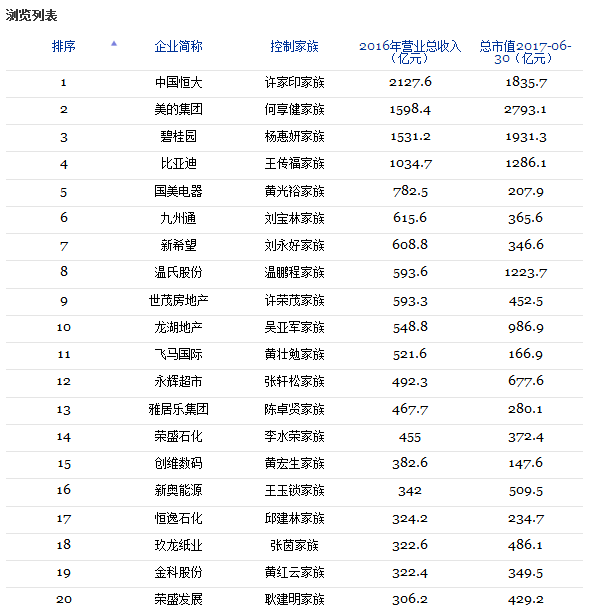 浏览列表
排序 企业简称 控制家族 2016年营业总收入（亿元） 总市值2017-06-30（亿元）
1 中国恒大 许家印家族 2127.6 1835.7
2 美的集团 何享健家族 1598.4 2793.1
3 碧桂园 杨惠妍家族 1531.2 1931.3
4 比亚迪 王传福家族 1034.7 1286.1
5 国美电器 黄光裕家族 782.5 207.9
6 九州通 刘宝林家族 615.6 365.6
7 新希望 刘永好家族 608.8 346.6
8 温氏股份 温鹏程家族 593.6 1223.7
9 世茂房地产 许荣茂家族 593.3 452.5
10 龙湖地产 吴亚军家族 548.8 986.9
11 飞马国际 黄壮勉家族 521.6 166.9
12 永辉超市 张轩松家族 492.3 677.6
13 雅居乐集团 陈卓贤家族 467.7 280.1
14 荣盛石化 李水荣家族 455 372.4
15 创维数码 黄宏生家族 382.6 147.6
16 新奥能源 王玉锁家族 342 509.5
17 恒逸石化 邱建林家族 324.2 234.7
18 玖龙纸业 张茵家族 322.6 486.1
19 金科股份 黄红云家族 322.4 349.5
20 荣盛发展 耿建明家族 306.2 429.2